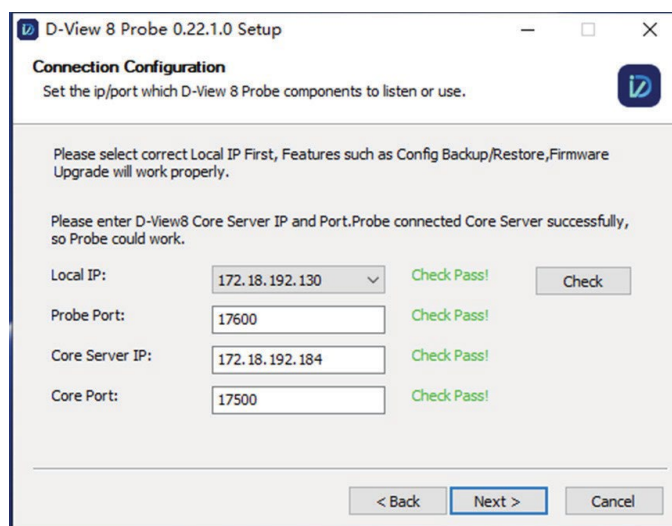 D-View 8 Probe 0.22.1.0 Setup
Connection Configuration
Set the ip/port which D-View 8 Probe components to listen or use.
Please select correct Local IP First, Features such as Config Backup/Restore,Firmware
Upgrade will work properly.
Please enter D-View8 Core Server IP and Port.Probe connected Core Server successfully,
so Probe could work.
Local IP: 172.18.192.130 Check Pass! Check
Probe Port: 17600 Check Pass!
Core Server IP: 172.18.192.184 Check Pass!
Core Port: 17500 Check Pass!
< Back Next > Cancel